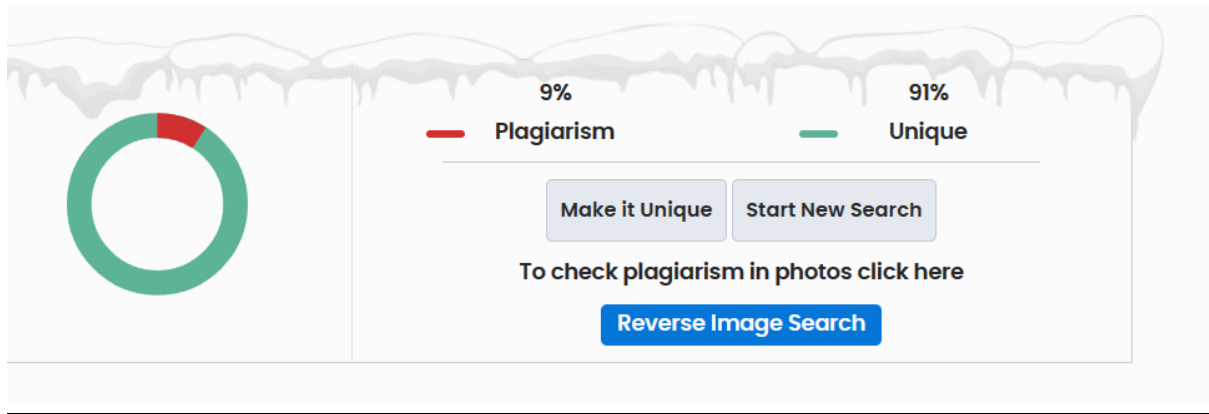 9%
91%
Plagiarism
Unique
Make it Unique
Start New Search
To check plagiarism in photos click here
Reverse Image Search